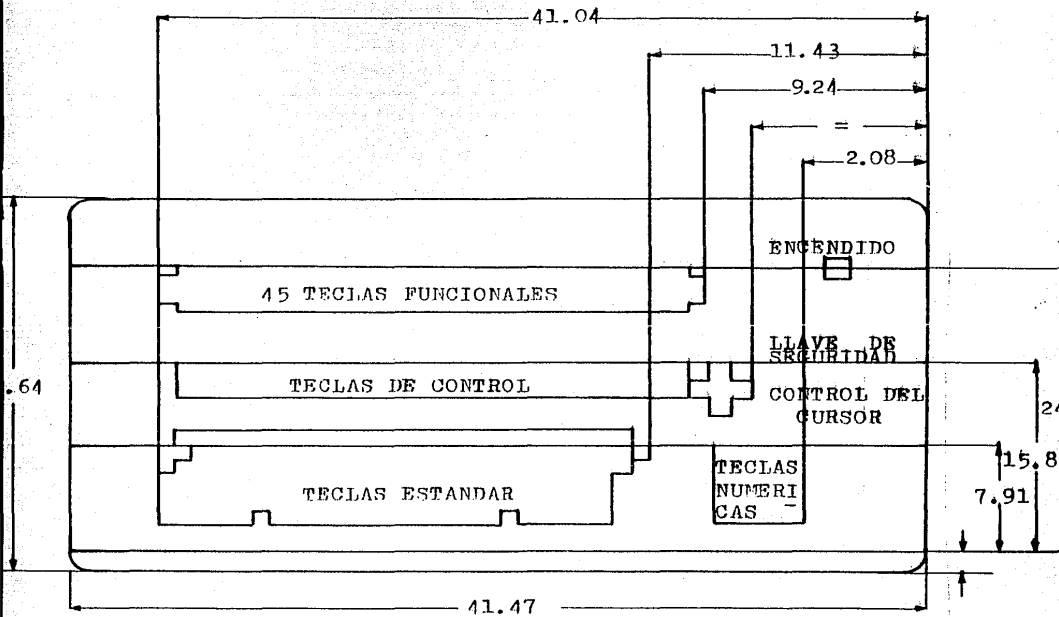 41.04
11.43
9.24
=
2.08
ENCENDIDO
45 TECLAS FUNCIONALES
LLAVE DE
SEGURIDAD
.64
TECLAS DE CONTROL
CONTROL DEL
CURSOR
24
15.8
TECLAS
NUMERI
CAS
TECLAS ESTANDAR
7.91
41.47